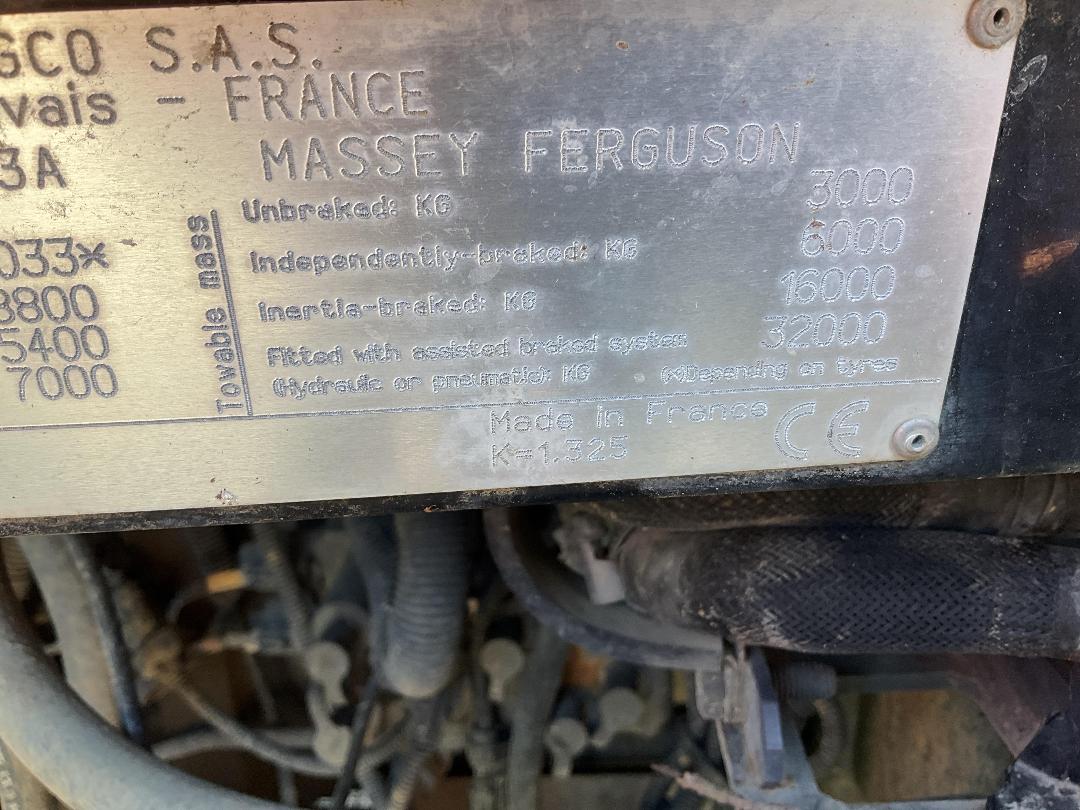 GCO S.A.S.
vais - FRANCE
3A MASSEY FERGUSON
Unbraked: KG 3000
033* Independently-braked: KG 6000
8800 Inertia-braked: KG 16000
5400 Fitted with assisted braked system 32000
7000 (Hydraulic or pneumatic): KG (*)Depending on tyres
Towable mass
Made in France
K=1.325 CE